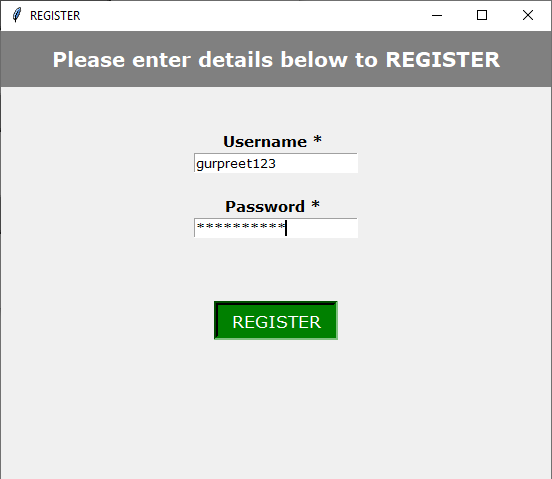 REGISTER
Please enter details below to REGISTER
Username *
gurpreet123
Password *
**********
REGISTER